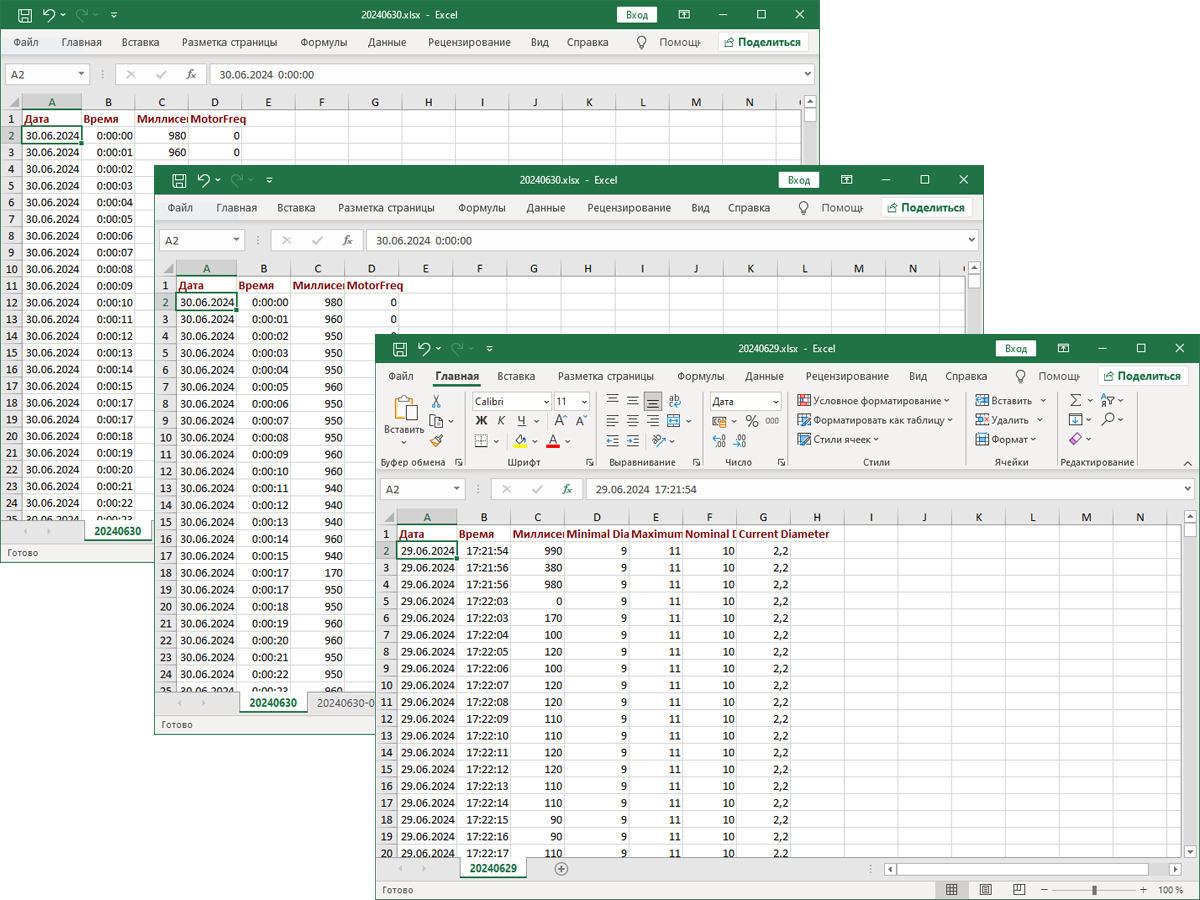 20240630.xlsx - Excel
Вход
Файл Главная Вставка Разметка страницы Формулы Данные Рецензирование Вид Справка Помощь Поделиться
A2 fx 30.06.2024 0:00:00
A B C D E F G H I J K L M N
1 Дата Время Миллисе MotorFreq
2 30.06.2024 0:00:00 980 0
3 30.06.2024 0:00:01 960 0
4 30.06.2024 0:00:02
5 30.06.2024 0:00:03
6 30.06.2024 0:00:04
7 30.06.2024 0:00:05
8 30.06.2024 0:00:06
9 30.06.2024 0:00:07
10 30.06.2024 0:00:08
11 30.06.2024 0:00:09
12 30.06.2024 0:00:10
13 30.06.2024 0:00:11
14 30.06.2024 0:00:12
15 30.06.2024 0:00:13
16 30.06.2024 0:00:14
17 30.06.2024 0:00:15
18 30.06.2024 0:00:17
19 30.06.2024 0:00:17
20 30.06.2024 0:00:18
21 30.06.2024 0:00:19
22 30.06.2024 0:00:20
23 30.06.2024 0:00:21
24 30.06.2024 0:00:22
25 30.06.2024 0:00:23
20240630
Готово
20240630.xlsx - Excel
Вход
Файл Главная Вставка Разметка страницы Формулы Данные Рецензирование Вид Справка Помощь Поделиться
A2 fx 30.06.2024 0:00:00
A B C D E F G H I J K L M N
1 Дата Время Миллисе MotorFreq
2 30.06.2024 0:00:00 980 0
3 30.06.2024 0:00:01 960 0
4 30.06.2024 0:00:02 950 0
5 30.06.2024 0:00:03 950
6 30.06.2024 0:00:04 950
7 30.06.2024 0:00:05 960
8 30.06.2024 0:00:06 950
9 30.06.2024 0:00:07 950
10 30.06.2024 0:00:08 950
11 30.06.2024 0:00:09 960
12 30.06.2024 0:00:10 960
13 30.06.2024 0:00:11 940
14 30.06.2024 0:00:12 940
15 30.06.2024 0:00:13 940
16 30.06.2024 0:00:14 960
17 30.06.2024 0:00:15 940
18 30.06.2024 0:00:17 170
19 30.06.2024 0:00:17 950
20 30.06.2024 0:00:18 950
21 30.06.2024 0:00:19 960
22 30.06.2024 0:00:20 960
23 30.06.2024 0:00:21 950
24 30.06.2024 0:00:22 950
25 30.06.2024 0:00:23 960
20240630 20240630-0
Готово
20240629.xlsx - Excel
Вход
Файл Главная Вставка Разметка страницы Формулы Данные Рецензирование Вид Справка Помощь Поделиться
Вставить Calibri 11 Ж К Ч А А А ab Дата % 000
Условное форматирование
Форматировать как таблицу
Стили ячеек
Вставить
Удалить
Формат
Буфер обмена Шрифт Выравнивание Число Стили Ячейки Редактирование
A2 fx 29.06.2024 17:21:54
A B C D E F G H I J K L M N
1 Дата Время Миллисе Minimal Dia Maximum Nominal D Current Diameter
2 29.06.2024 17:21:54 990 9 11 10 2,2
3 29.06.2024 17:21:56 380 9 11 10 2,2
4 29.06.2024 17:21:56 980 9 11 10 2,2
5 29.06.2024 17:22:03 0 9 11 10 2,2
6 29.06.2024 17:22:03 170 9 11 10 2,2
7 29.06.2024 17:22:04 100 9 11 10 2,2
8 29.06.2024 17:22:05 120 9 11 10 2,2
9 29.06.2024 17:22:06 100 9 11 10 2,2
10 29.06.2024 17:22:07 120 9 11 10 2,2
11 29.06.2024 17:22:08 120 9 11 10 2,2
12 29.06.2024 17:22:09 110 9 11 10 2,2
13 29.06.2024 17:22:10 110 9 11 10 2,2
14 29.06.2024 17:22:11 120 9 11 10 2,2
15 29.06.2024 17:22:12 120 9 11 10 2,2
16 29.06.2024 17:22:13 110 9 11 10 2,2
17 29.06.2024 17:22:14 110 9 11 10 2,2
18 29.06.2024 17:22:15 90 9 11 10 2,2
19 29.06.2024 17:22:16 90 9 11 10 2,2
20 29.06.2024 17:22:17 110 9 11 10 2,2
20240629
Готово
100 %